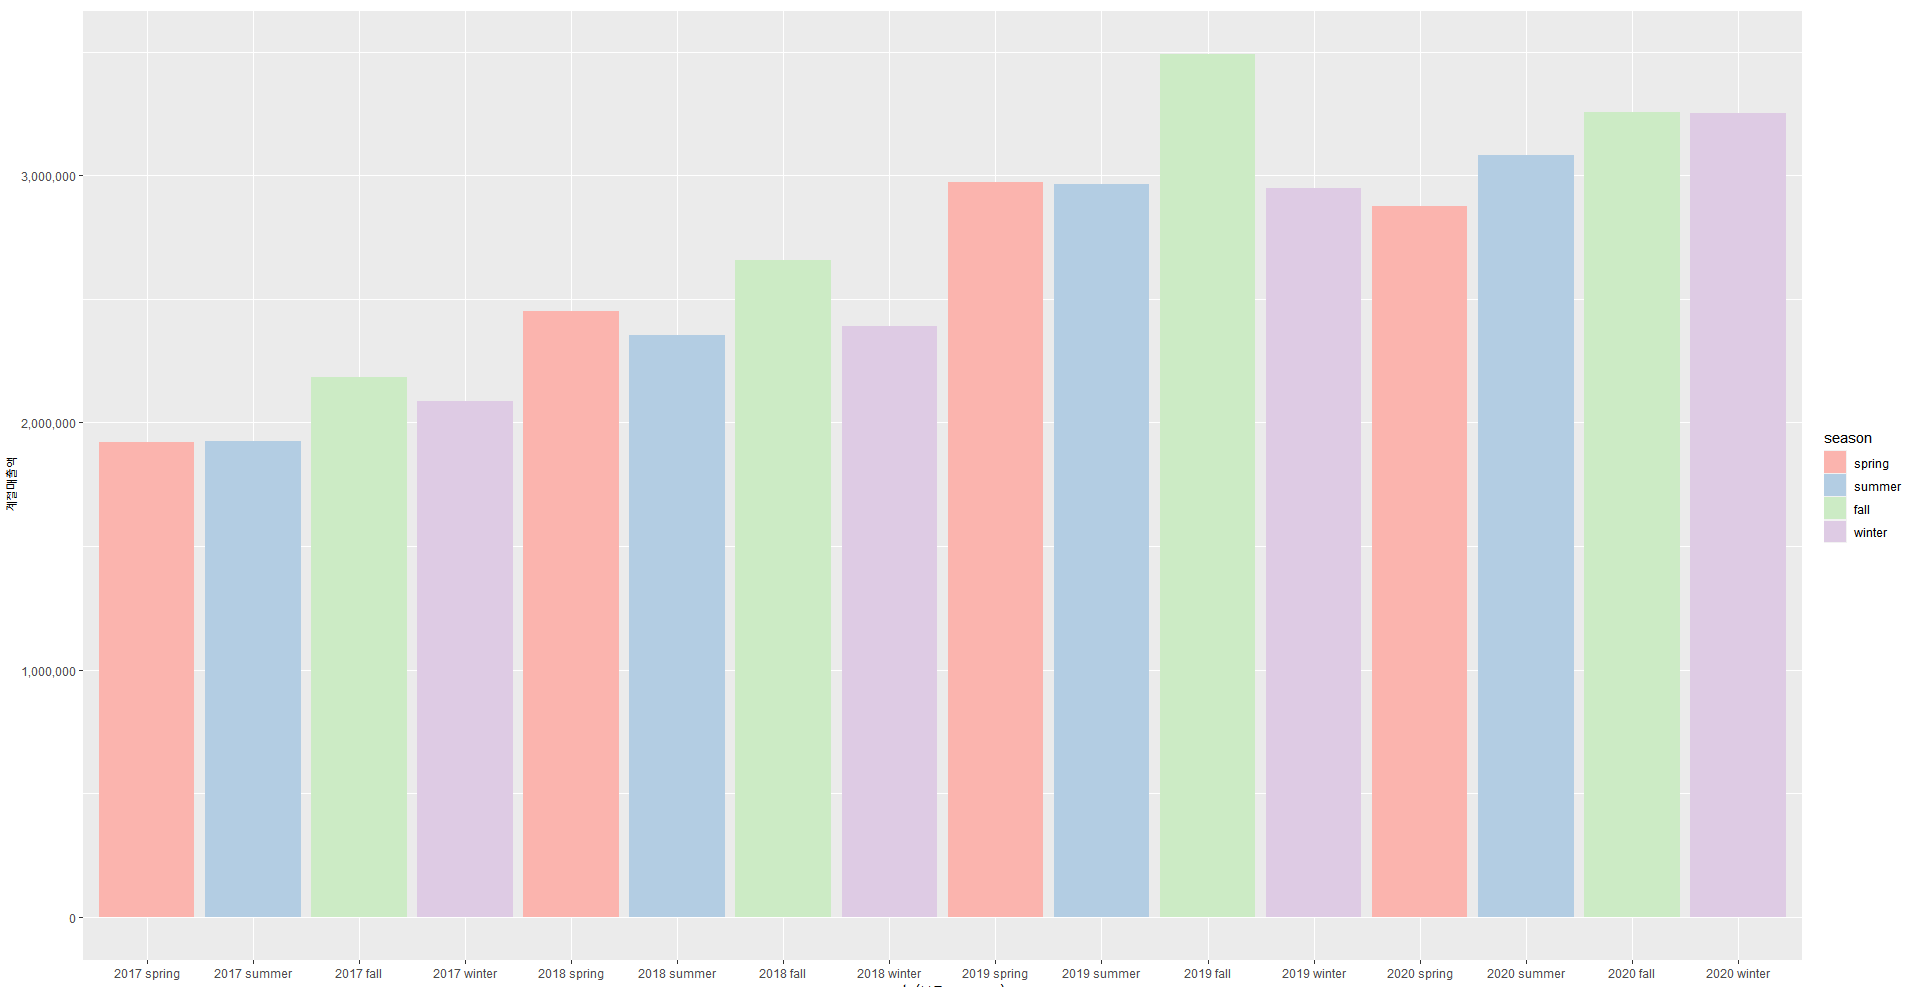 3,000,000
2,000,000
1,000,000
0
계절매출액
2017 spring 2017 summer 2017 fall 2017 winter 2018 spring 2018 summer 2018 fall 2018 winter 2019 spring 2019 summer 2019 fall 2019 winter 2020 spring 2020 summer 2020 fall 2020 winter
season
spring
summer
fall
winter